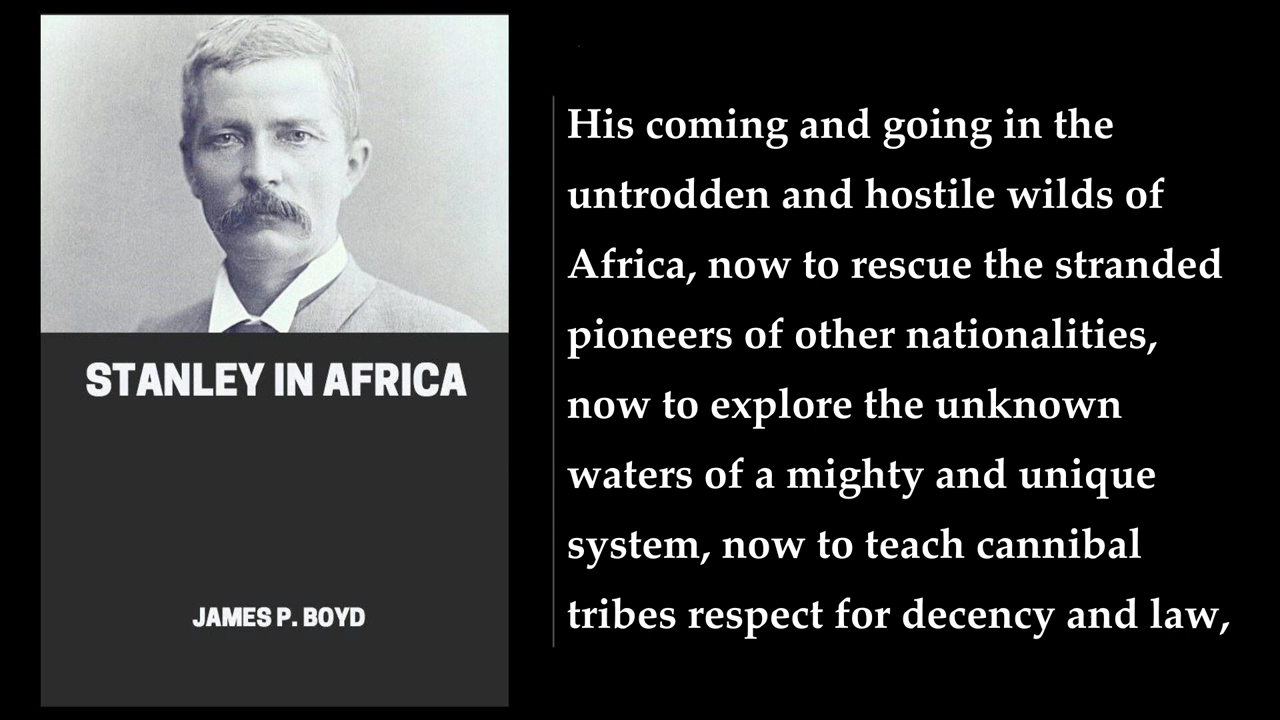 STANLEY IN AFRICA
JAMES P. BOYD
His coming and going in the
untrodden and hostile wilds of
Africa, now to rescue the stranded
pioneers of other nationalities,
now to explore the unknown
waters of a mighty and unique
system, now to teach cannibal
tribes respect for decency and law,